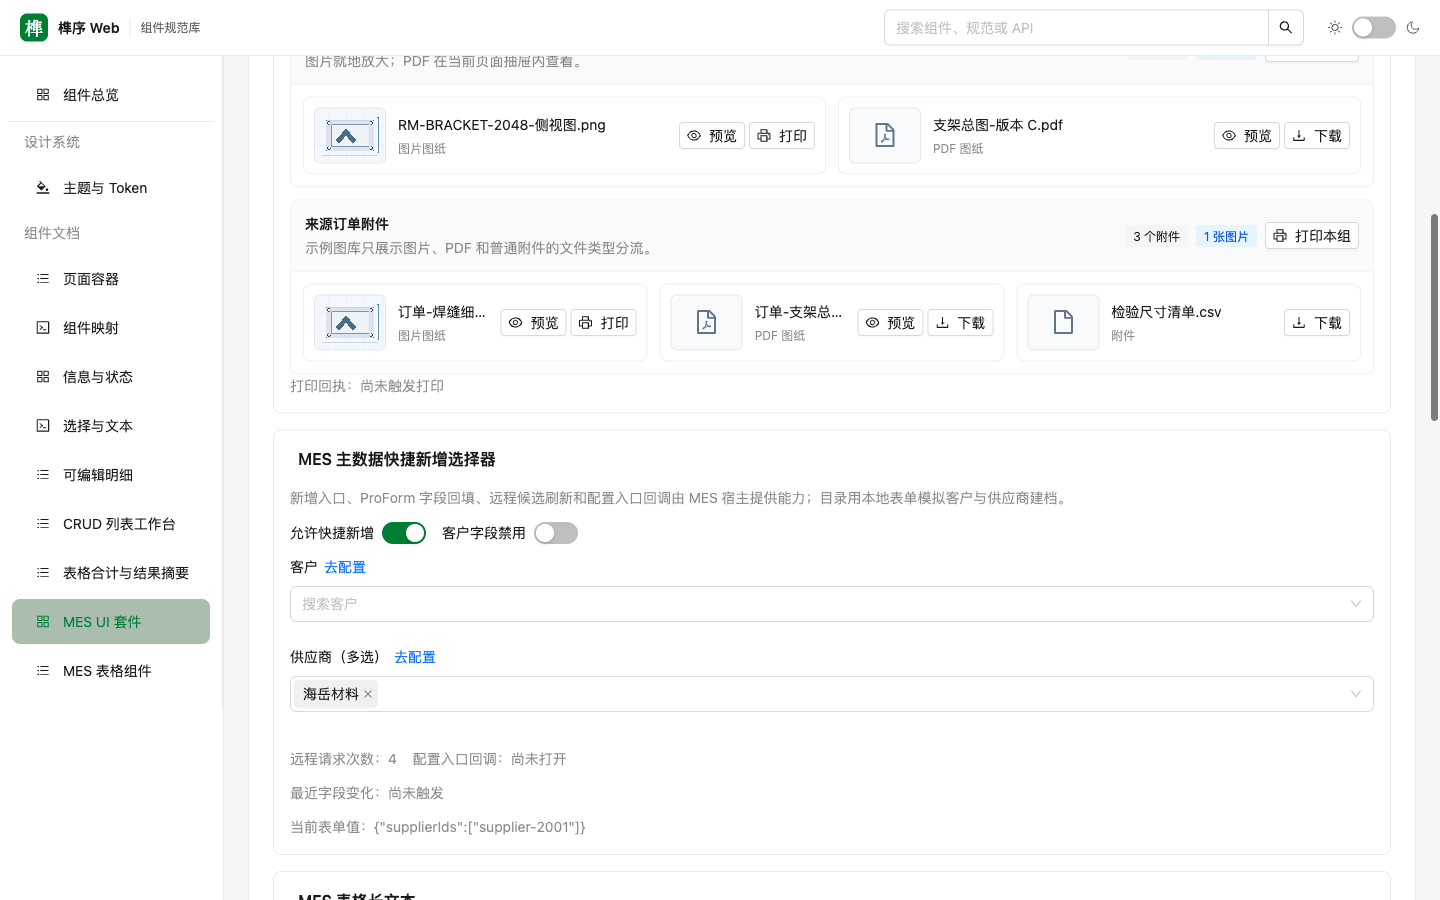 榫 榫序 Web 组件规范库 搜索组件、规范或 API
组件总览
设计系统
主题与 Token
组件文档
页面容器
组件映射
信息与状态
选择与文本
可编辑明细
CRUD 列表工作台
表格合计与结果摘要
MES UI 套件
MES 表格组件
图片就地放大；PDF 在当前页面抽屉内查看。
RM-BRACKET-2048-侧视图.png
图片图纸
预览 打印
支架总图-版本 C.pdf
PDF 图纸
预览 下载
来源订单附件
示例图库只展示图片、PDF 和普通附件的文件类型分流。
3 个附件 1 张图片 打印本组
订单-焊缝细...
图片图纸
预览 打印
订单-支架总...
PDF 图纸
预览 下载
检验尺寸清单.csv
附件
下载
打印回执：尚未触发打印
MES 主数据快捷新增选择器
新增入口、ProForm 字段回填、远程候选刷新和配置入口回调由 MES 宿主提供能力；目录用本地表单模拟客户与供应商建档。
允许快捷新增 客户字段禁用
客户 去配置
搜索客户
供应商（多选） 去配置
海岳材料
远程请求次数：4 配置入口回调：尚未打开
最近字段变化：尚未触发
当前表单值：{"supplierIds":["supplier-2001"]}
MES 表格长文本